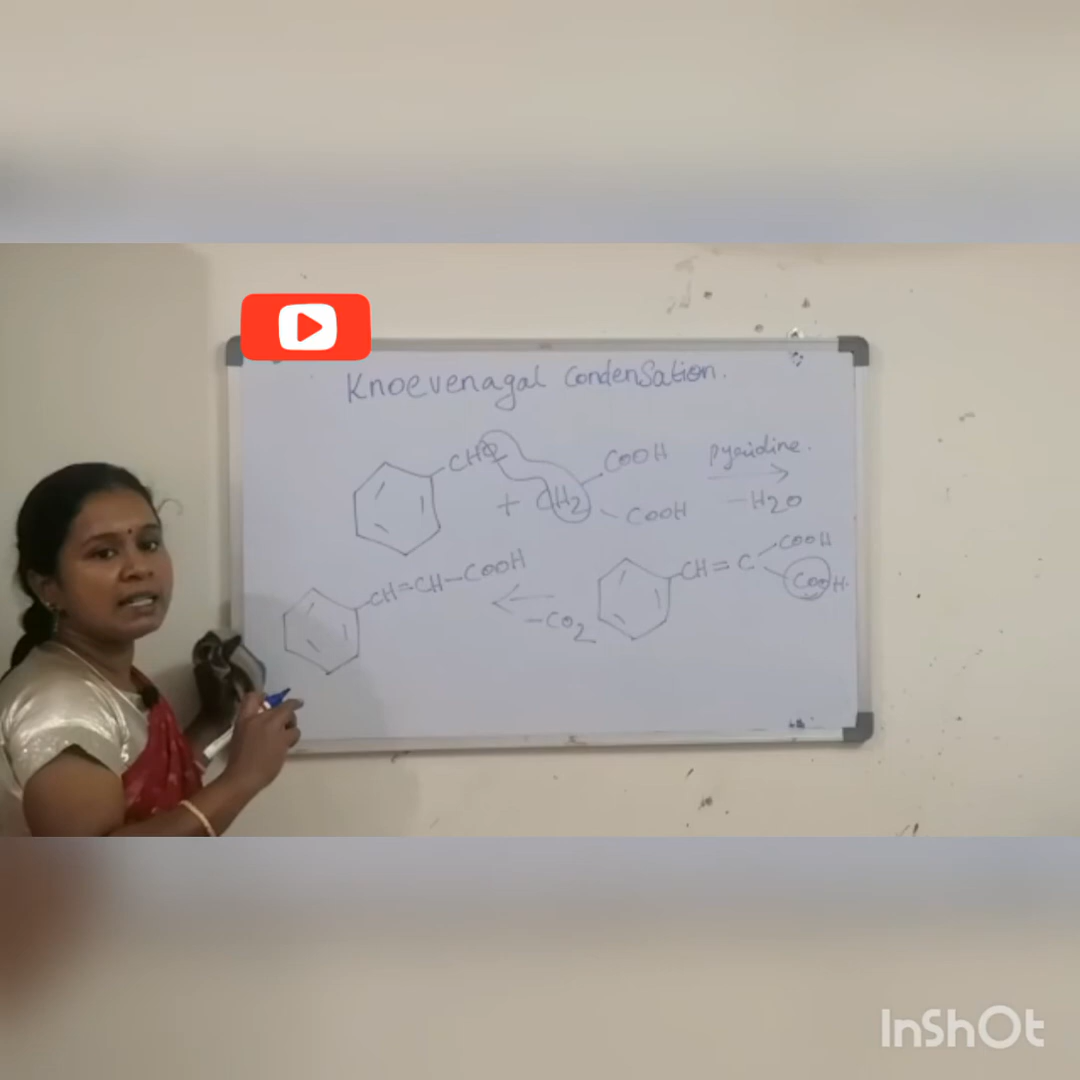 Knoevenagal Condensation.
CHO
+ CH2
COOH
COOH
pyridine.
-H2O
CH=C
COOH
COOH.
-CO2
CH=CH-COOH
InShOt